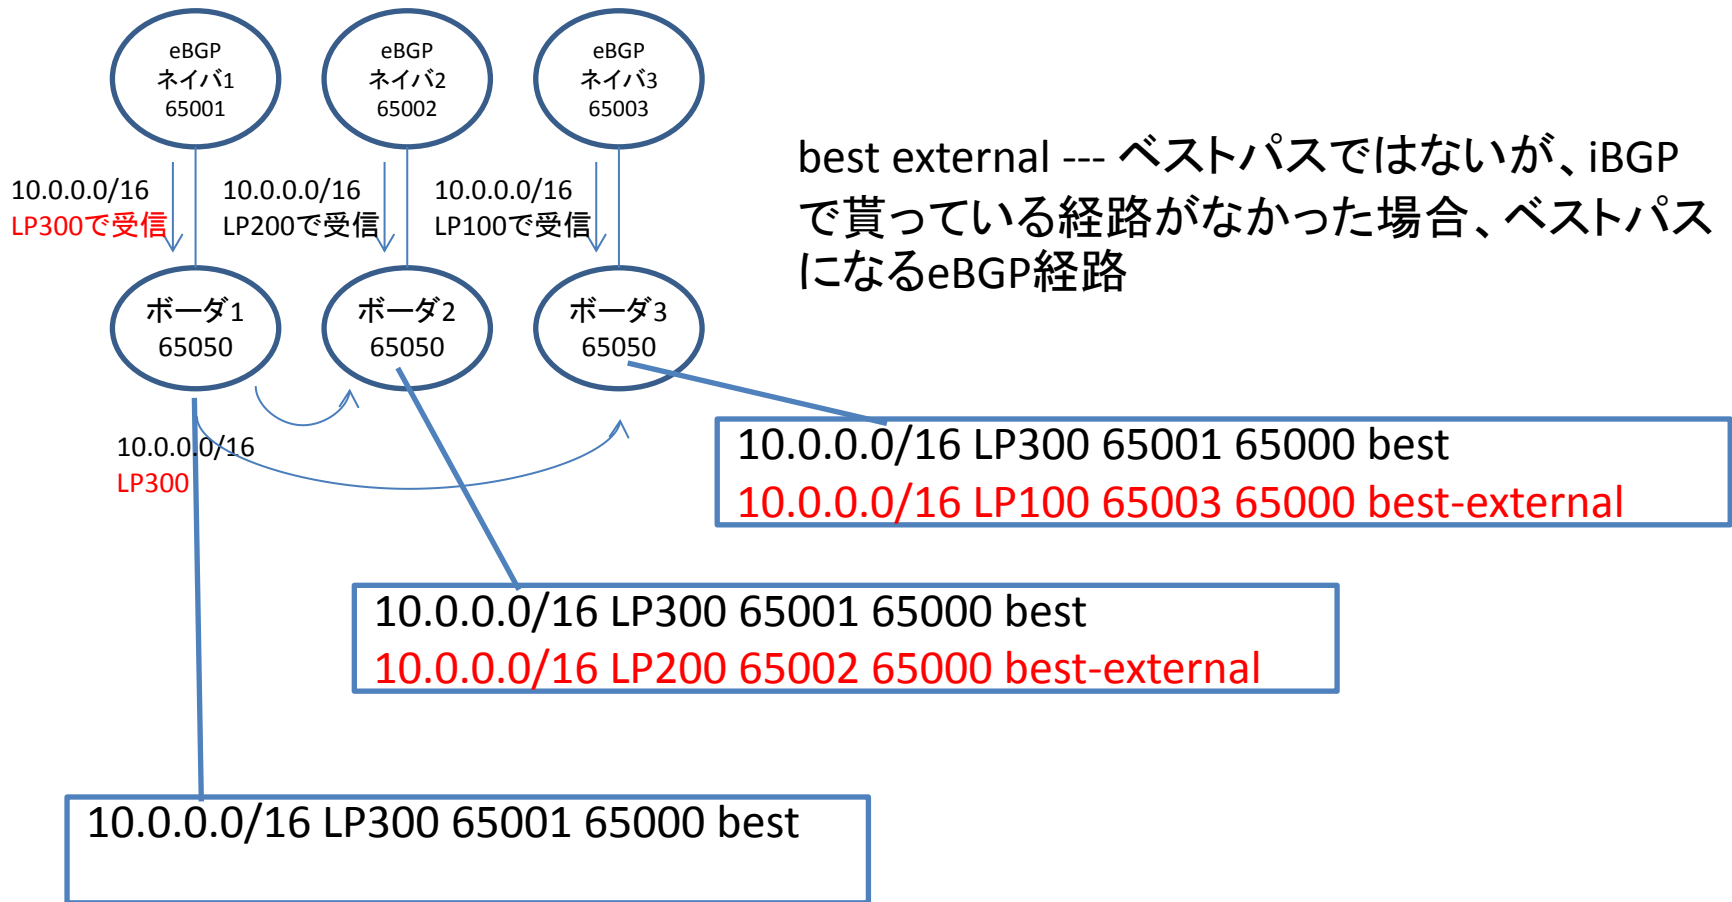 eBGP
ネイバ1
65001
eBGP
ネイバ2
65002
eBGP
ネイバ3
65003
10.0.0.0/16
LP300で受信
10.0.0.0/16
LP200で受信
10.0.0.0/16
LP100で受信
best external --- ベストパスではないが、iBGP
で貰っている経路がなかった場合、ベストパス
になるeBGP経路
ボーダ1
65050
ボーダ2
65050
ボーダ3
65050
10.0.0.0/16
LP300
10.0.0.0/16 LP300 65001 65000 best
10.0.0.0/16 LP100 65003 65000 best-external
10.0.0.0/16 LP300 65001 65000 best
10.0.0.0/16 LP200 65002 65000 best-external
10.0.0.0/16 LP300 65001 65000 best